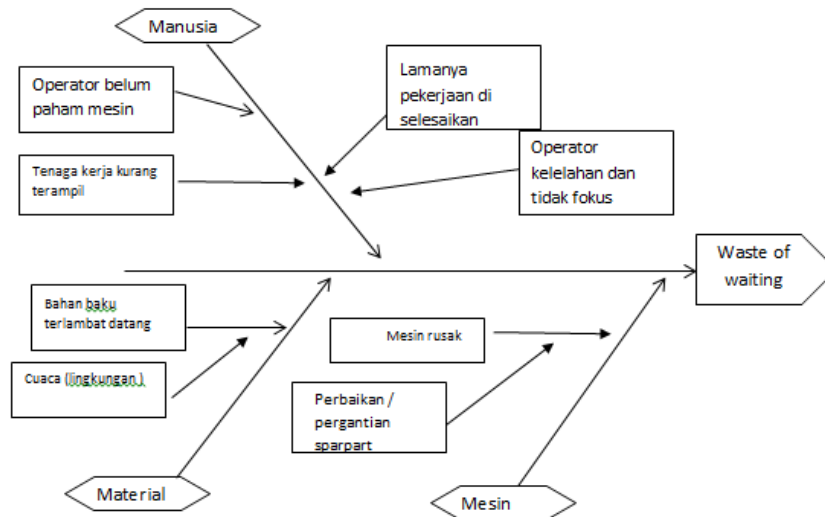 Manusia
Operator belum
paham mesin
Lamanya
pekerjaan di
selesaikan
Tenaga kerja kurang
terampil
Operator
kelelahan dan
tidak fokus
Waste of
waiting
Bahan baku
terlambat datang
Mesin rusak
Cuaca (lingkungan )
Perbaikan /
pergantian
sparpart
Material
Mesin